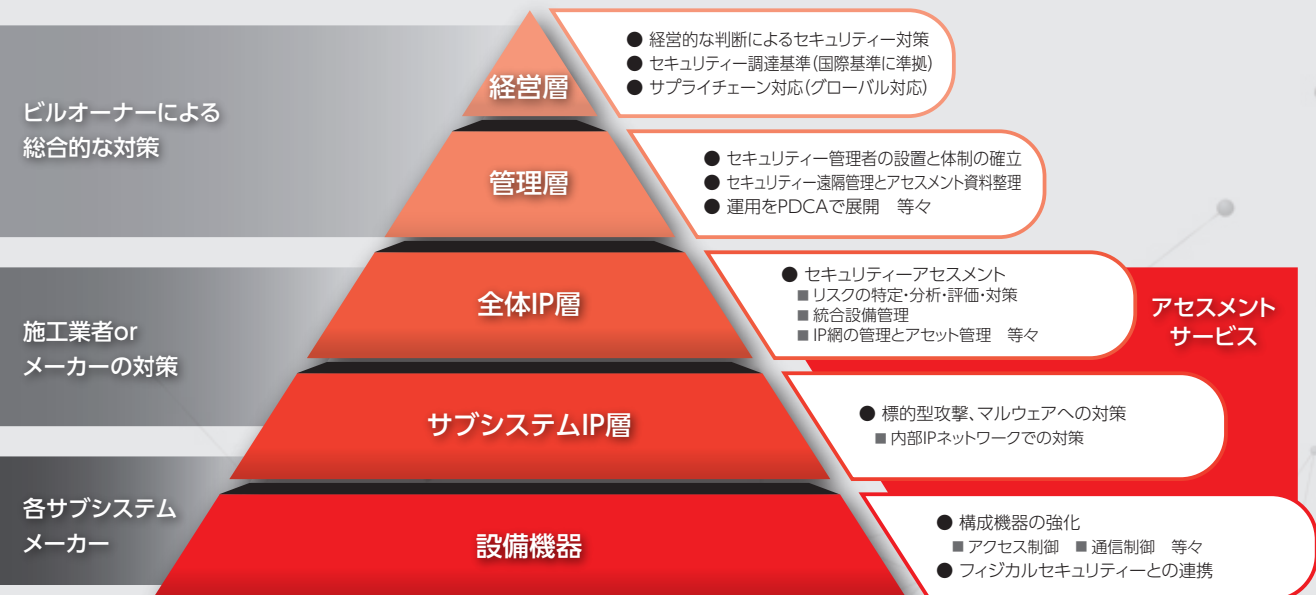 ビルオーナーによる
総合的な対策
経営層
● 経営的な判断によるセキュリティー対策
● セキュリティー調達基準(国際基準に準拠)
● サプライチェーン対応(グローバル対応)
管理層
● セキュリティー管理者の設置と体制の確立
● セキュリティー遠隔管理とアセスメント資料整理
● 運用をPDCAで展開　等々
施工業者or
メーカーの対策
全体IP層
● セキュリティーアセスメント
■ リスクの特定・分析・評価・対策
■ 統合設備管理
■ IP網の管理とアセット管理　等々
アセスメント
サービス
サブシステムIP層
● 標的型攻撃、マルウェアへの対策
■ 内部IPネットワークでの対策
各サブシステム
メーカー
設備機器
● 構成機器の強化
■ アクセス制御　■ 通信制御　等々
● フィジカルセキュリティーとの連携